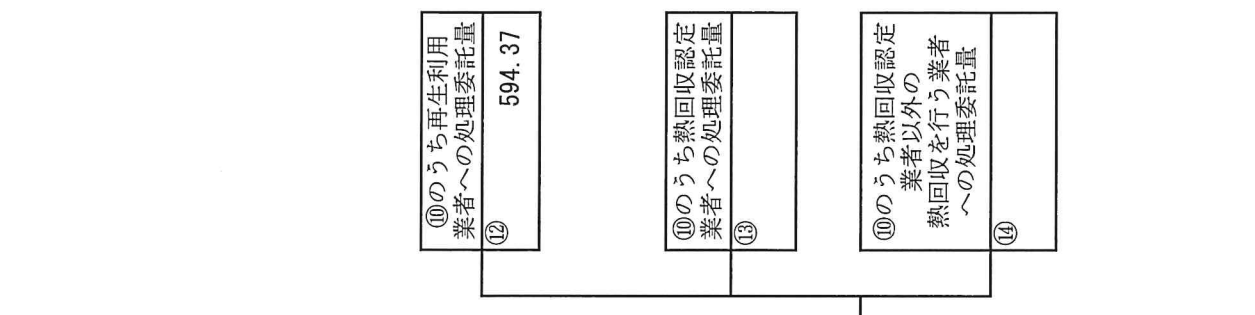 ⑩のうち再生利用
業者への処理委託量
⑫ 594.37
⑩のうち熱回収認定
業者への処理委託量
⑬
⑩のうち熱回収認定
業者以外の
熱回収を行う業者
への処理委託量
⑭